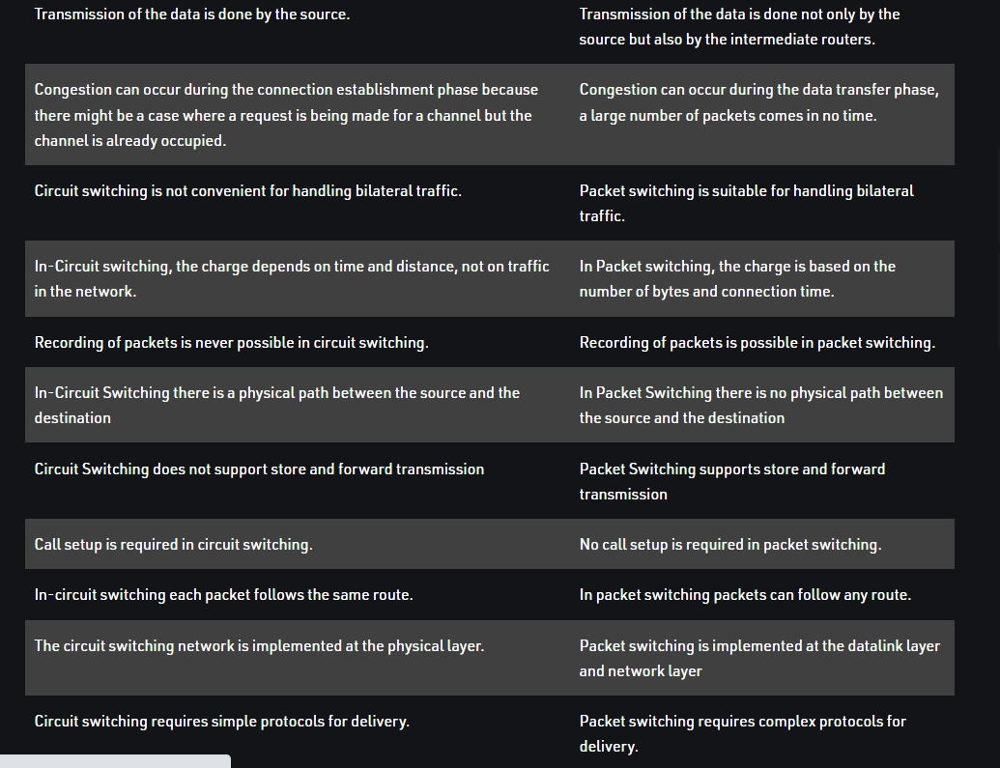 Transmission of the data is done by the source.
Transmission of the data is done not only by the
source but also by the intermediate routers.
Congestion can occur during the connection establishment phase because
there might be a case where a request is being made for a channel but the
channel is already occupied.
Congestion can occur during the data transfer phase,
a large number of packets comes in no time.
Circuit switching is not convenient for handling bilateral traffic.
Packet switching is suitable for handling bilateral
traffic.
In-Circuit switching, the charge depends on time and distance, not on traffic
in the network.
In Packet switching, the charge is based on the
number of bytes and connection time.
Recording of packets is never possible in circuit switching.
Recording of packets is possible in packet switching.
In-Circuit Switching there is a physical path between the source and the
destination
In Packet Switching there is no physical path between
the source and the destination
Circuit Switching does not support store and forward transmission
Packet Switching supports store and forward
transmission
Call setup is required in circuit switching.
No call setup is required in packet switching.
In-circuit switching each packet follows the same route.
In packet switching packets can follow any route.
The circuit switching network is implemented at the physical layer.
Packet switching is implemented at the datalink layer
and network layer
Circuit switching requires simple protocols for delivery.
Packet switching requires complex protocols for
delivery.